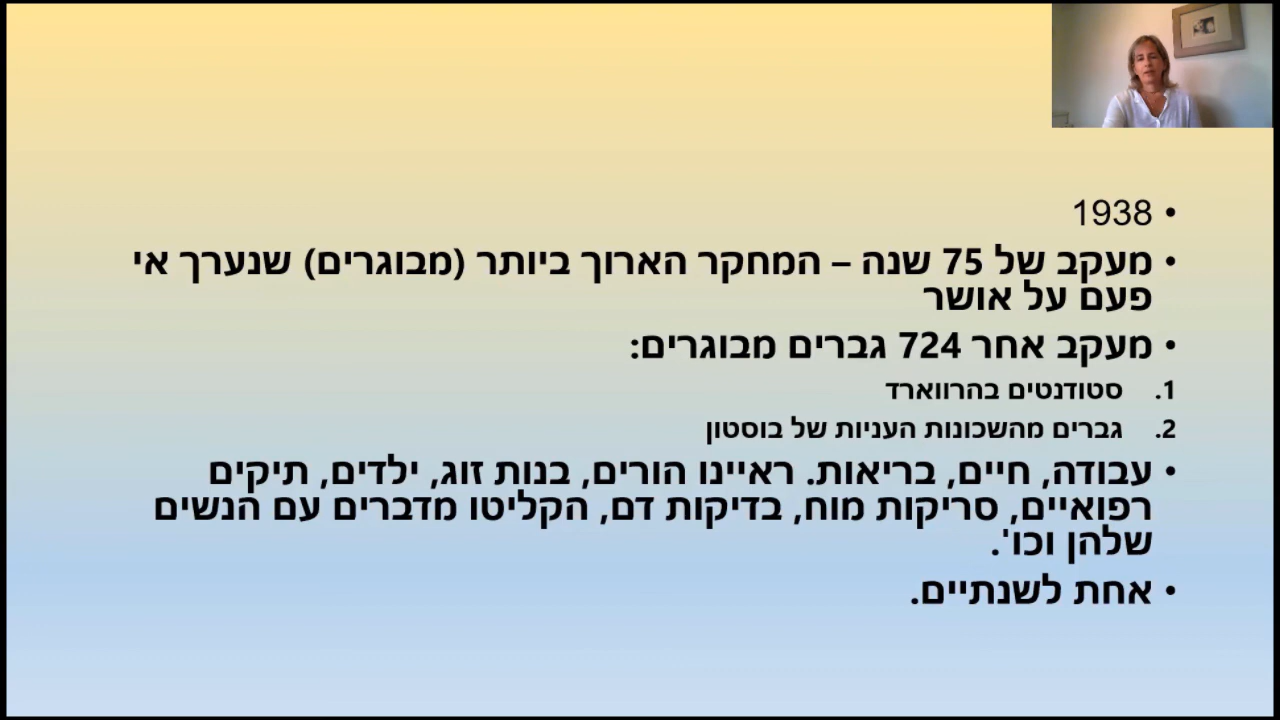 • 1938
• מעקב של 75 שנה – המחקר הארוך ביותר (מבוגרים) שנערך אי
פעם על אושר
• מעקב אחר 724 גברים מבוגרים:
1. סטודנטים בהרווארד
2. גברים מהשכונות העניות של בוסטון
• עבודה, חיים, בריאות. ראיינו הורים, בנות זוג, ילדים, תיקים
רפואיים, סריקות מוח, בדיקות דם, הקליטו מדברים עם הנשים
שלהן וכו'.
• אחת לשנתיים.